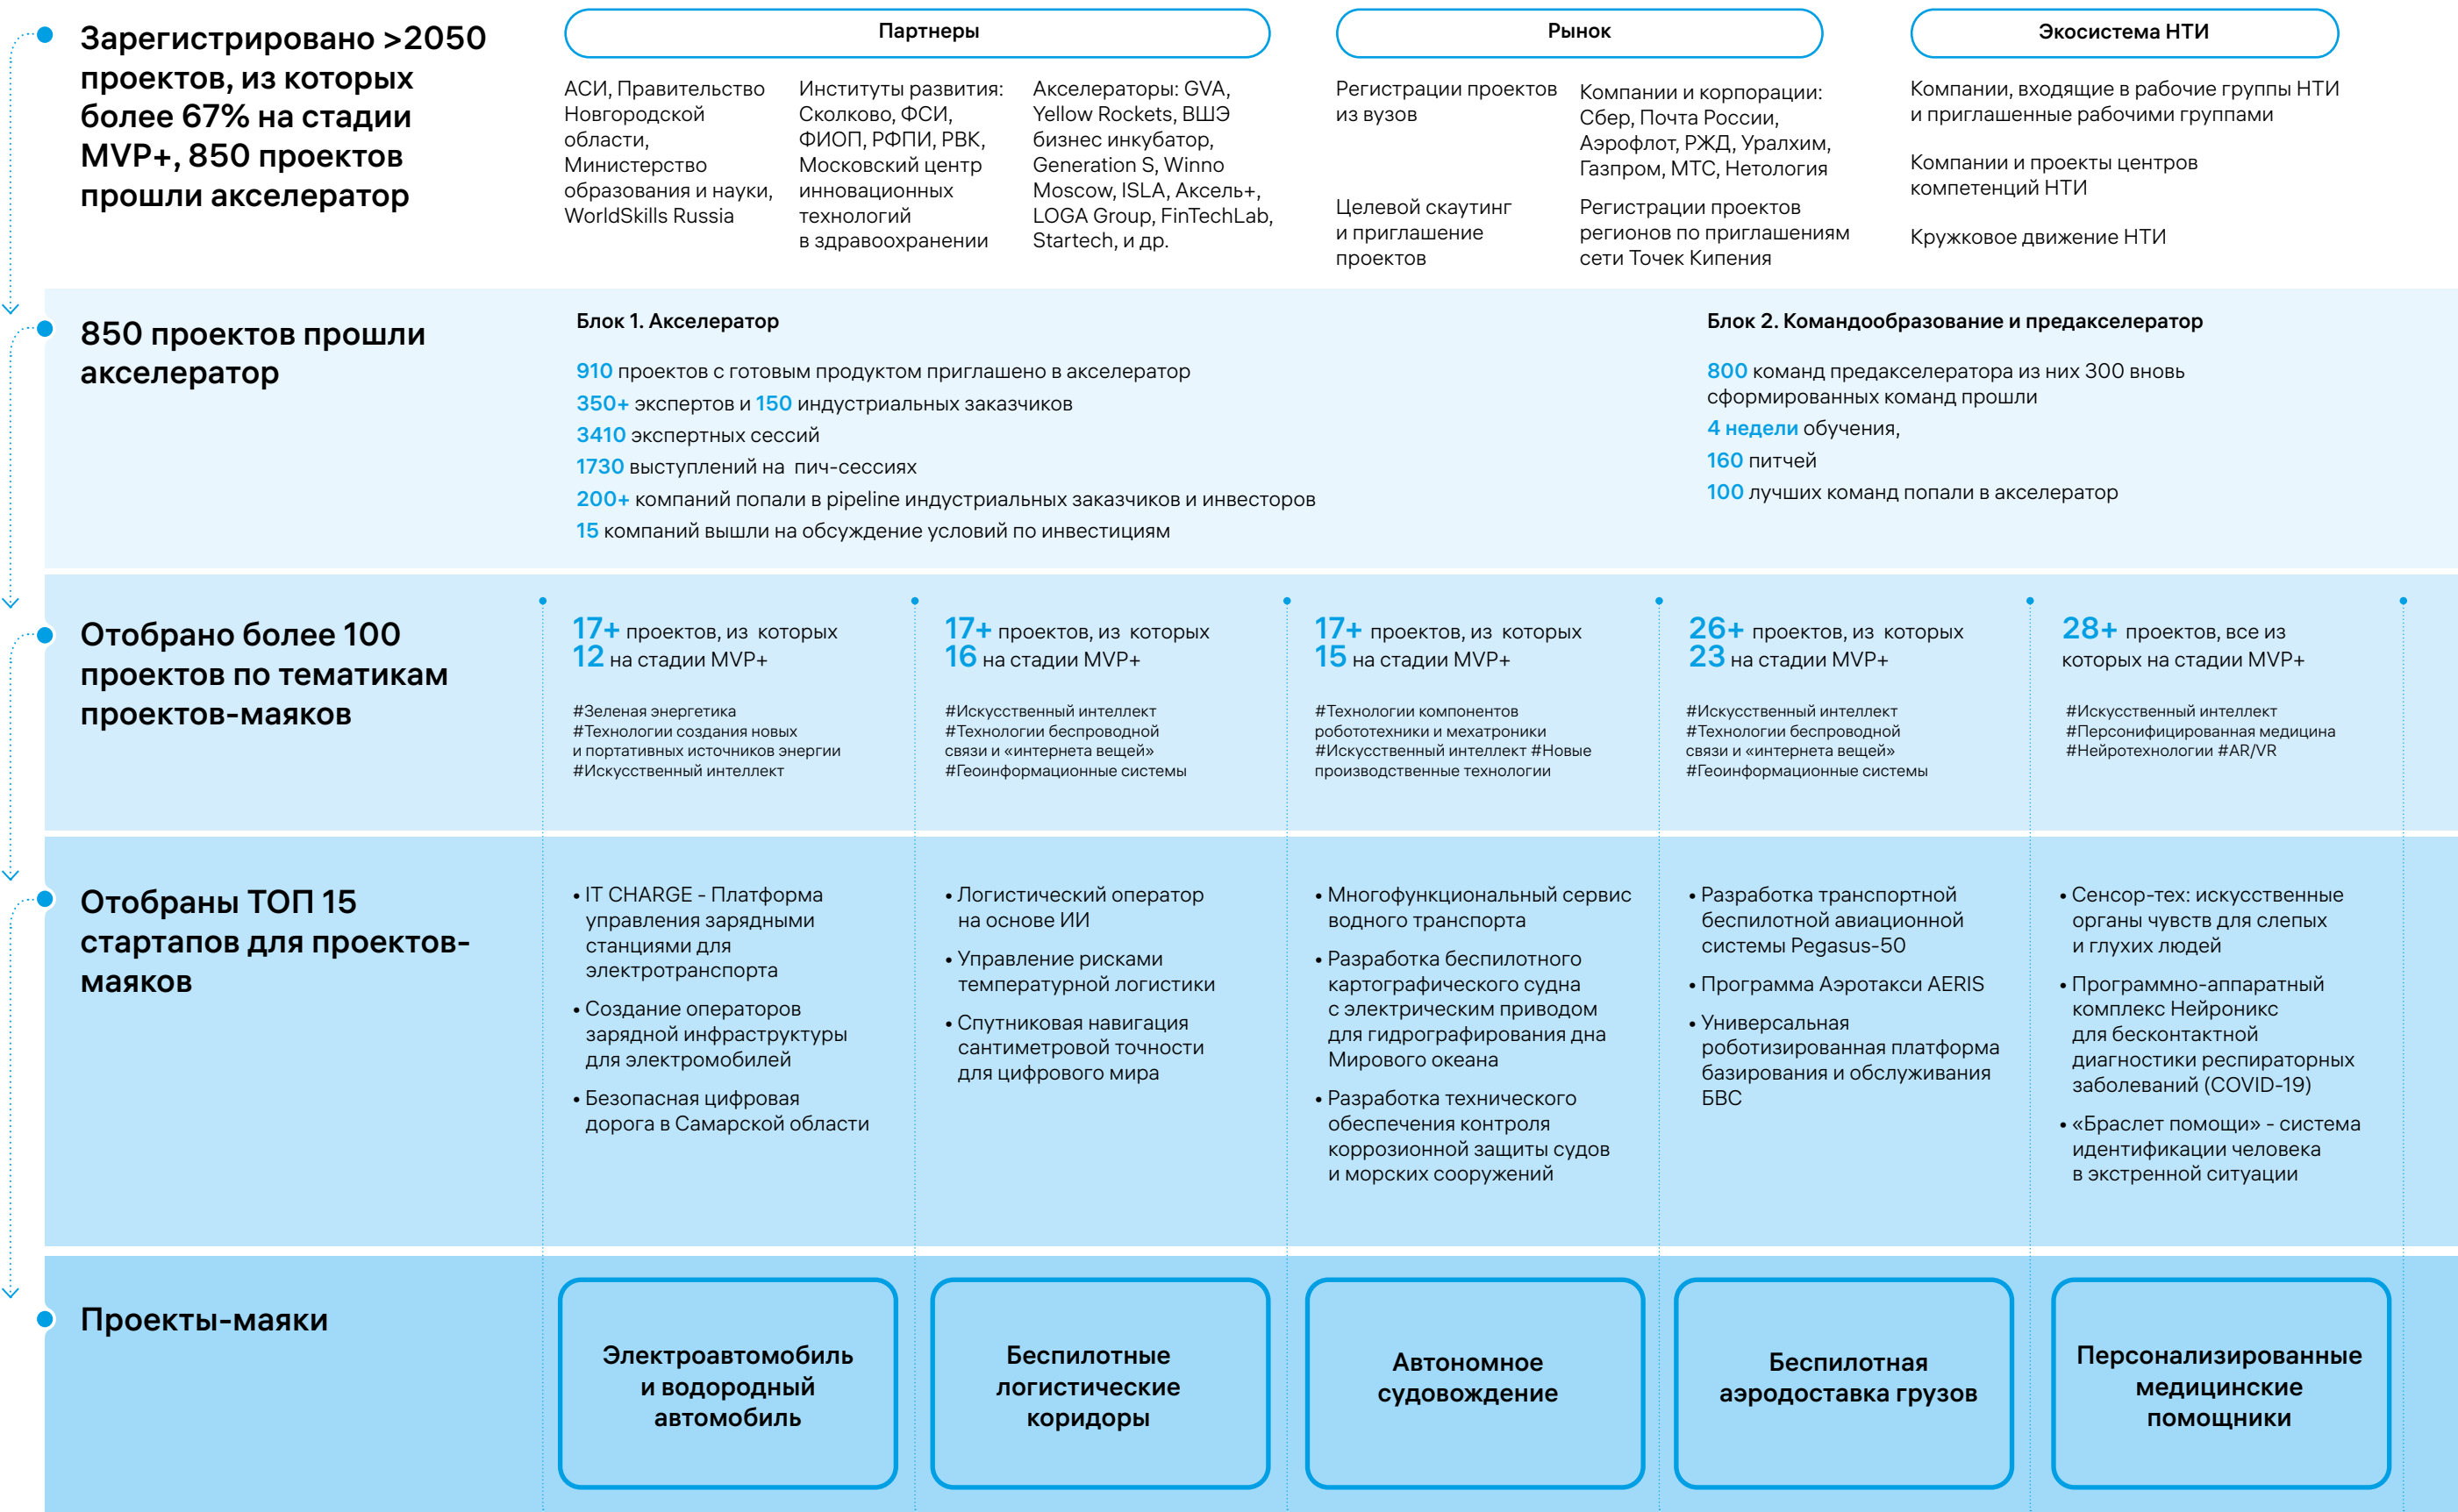 Зарегистрировано >2050
проектов, из которых
более 67% на стадии
MVP+, 850 проектов
прошли акселератор
Партнеры
АСИ, Правительство
Новгородской
области,
Министерство
образования и науки,
WorldSkills Russia
Институты развития:
Сколково, ФСИ,
ФИОП, РФПИ, РВК,
Московский центр
инновационных
технологий
в здравоохранении
Акселераторы: GVA,
Yellow Rockets, ВШЭ
бизнес инкубатор,
Generation S, Winno
Moscow, ISLA, Аксель+,
LOGA Group, FinTechLab,
Startech, и др.
Рынок
Регистрации проектов
из вузов
Целевой скаутинг
и приглашение
проектов
Компании и корпорации:
Сбер, Почта России,
Аэрофлот, РЖД, Уралхим,
Газпром, МТС, Нетология
Регистрации проектов
регионов по приглашениям
сети Точек Кипения
Экосистема НТИ
Компании, входящие в рабочие группы НТИ
и приглашенные рабочими группами
Компании и проекты центров
компетенций НТИ
Кружковое движение НТИ
850 проектов прошли
акселератор
Блок 1. Акселератор
910 проектов с готовым продуктом приглашено в акселератор
350+ экспертов и 150 индустриальных заказчиков
3410 экспертных сессий
1730 выступлений на пич-сессиях
200+ компаний попали в pipeline индустриальных заказчиков и инвесторов
15 компаний вышли на обсуждение условий по инвестициям
Блок 2. Командообразование и предакселератор
800 команд предакселератора из них 300 вновь
сформированных команд прошли
4 недели обучения,
160 питчей
100 лучших команд попали в акселератор
Отобрано более 100
проектов по тематикам
проектов-маяков
17+ проектов, из которых
12 на стадии MVP+
#Зеленая энергетика
#Технологии создания новых
и портативных источников энергии
#Искусственный интеллект
17+ проектов, из которых
16 на стадии MVP+
#Искусственный интеллект
#Технологии беспроводной
связи и «интернета вещей»
#Геоинформационные системы
17+ проектов, из которых
15 на стадии MVP+
#Технологии компонентов
робототехники и мехатроники
#Искусственный интеллект #Новые
производственные технологии
26+ проектов, из которых
23 на стадии MVP+
#Искусственный интеллект
#Технологии беспроводной
связи и «интернета вещей»
#Геоинформационные системы
28+ проектов, все из
которых на стадии MVP+
#Искусственный интеллект
#Персонифицированная медицина
#Нейротехнологии #AR/VR
Отобраны ТОП 15
стартапов для проектов-
маяков
• IT CHARGE - Платформа
управления зарядными
станциями для
электротранспорта
• Создание операторов
зарядной инфраструктуры
для электромобилей
• Безопасная цифровая
дорога в Самарской области
• Логистический оператор
на основе ИИ
• Управление рисками
температурной логистики
• Спутниковая навигация
сантиметровой точности
для цифрового мира
• Многофункциональный сервис
водного транспорта
• Разработка беспилотного
картографического судна
с электрическим приводом
для гидрографирования дна
Мирового океана
• Разработка технического
обеспечения контроля
коррозионной защиты судов
и морских сооружений
• Разработка транспортной
беспилотной авиационной
системы Pegasus-50
• Программа Аэротакси AERIS
• Универсальная
роботизированная платформа
базирования и обслуживания
БВС
• Сенсор-тех: искусственные
органы чувств для слепых
и глухих людей
• Программно-аппаратный
комплекс Нейроникс
для бесконтактной
диагностики респираторных
заболеваний (COVID-19)
• «Браслет помощи» - система
идентификации человека
в экстренной ситуации
Проекты-маяки
Электроавтомобиль
и водородный
автомобиль
Беспилотные
логистические
коридоры
Автономное
судовождение
Беспилотная
аэродоставка грузов
Персонализированные
медицинские
помощники